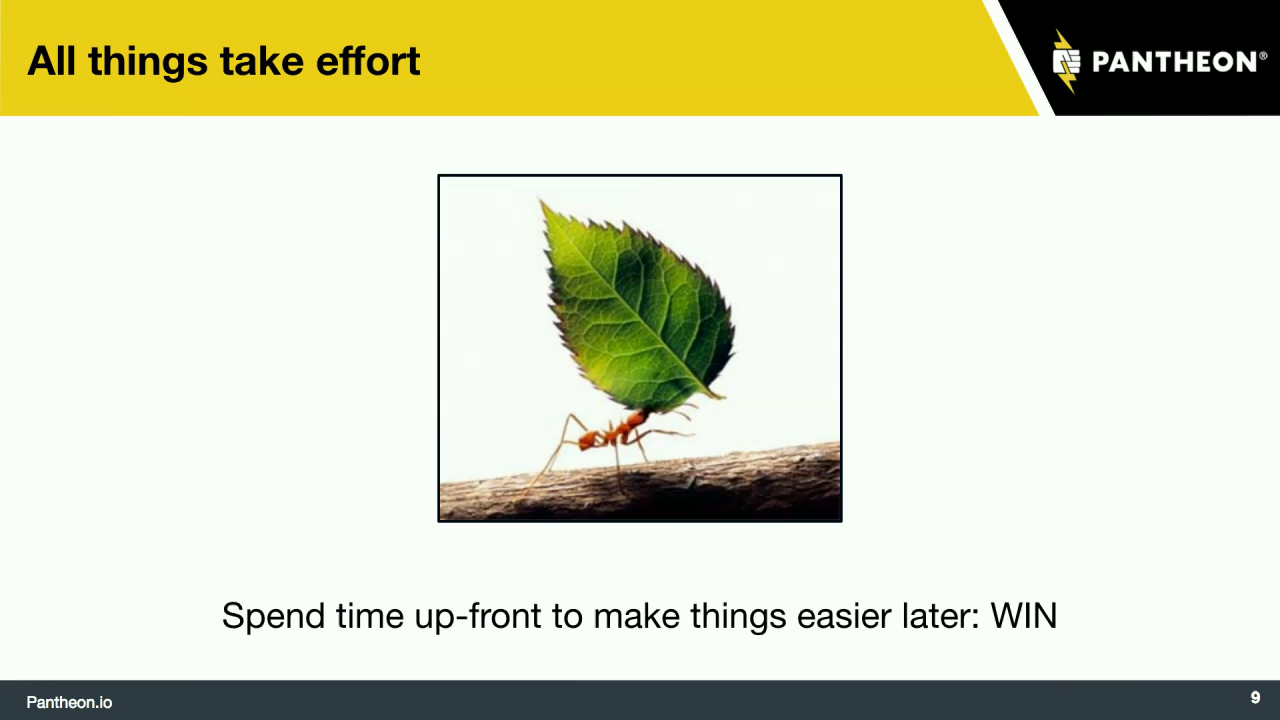 All things take effort
PANTHEON®
Spend time up-front to make things easier later: WIN
Pantheon.io
9